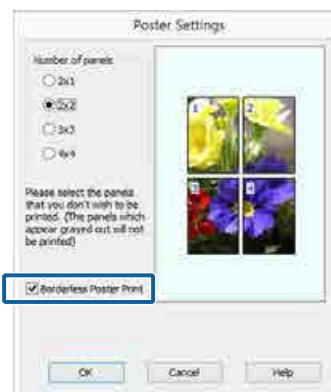 Poster Settings
Number of panels
2x1
2x2
3x3
4x4
1
2
3
4
Please select the panels
that you don't wish to be
printed. (The panels which
appear grayed out will not
be printed)
Borderless Poster Print
OK
Cancel
Help